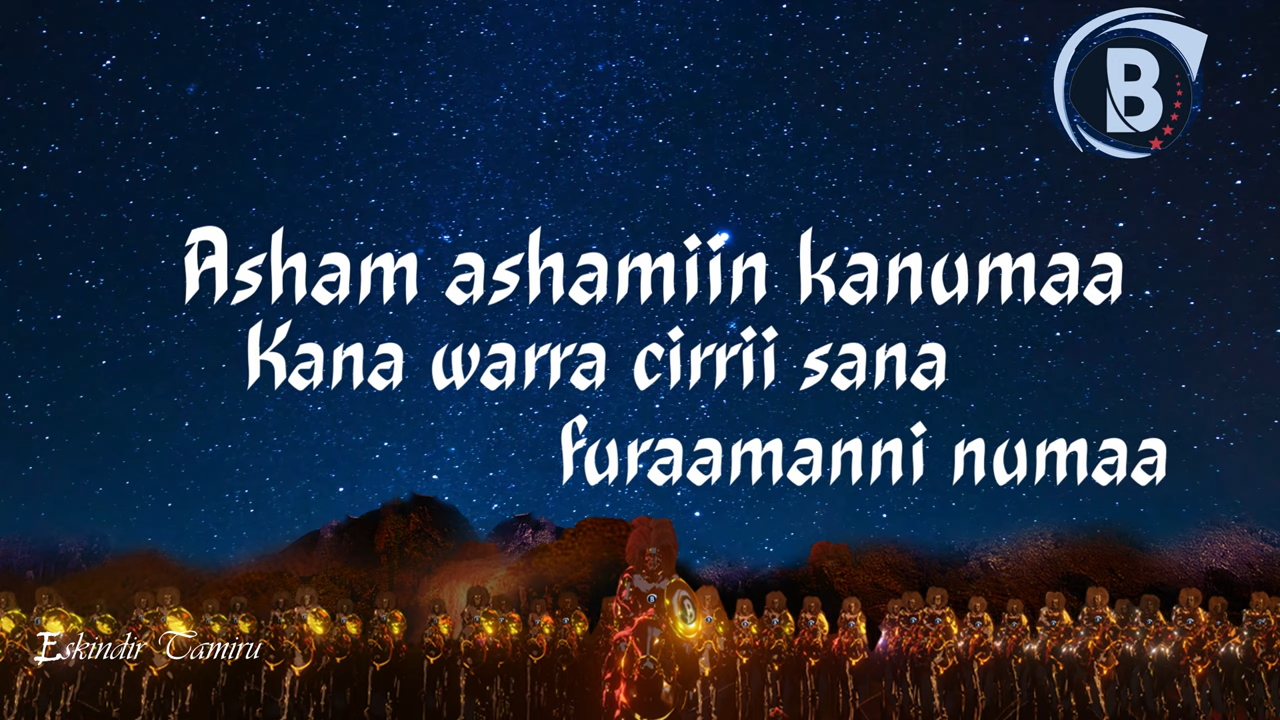 B
Asham ashamiin kanumaa
Kana warra cirrii sana
furaamanni numaa
Eskindir Tamiru